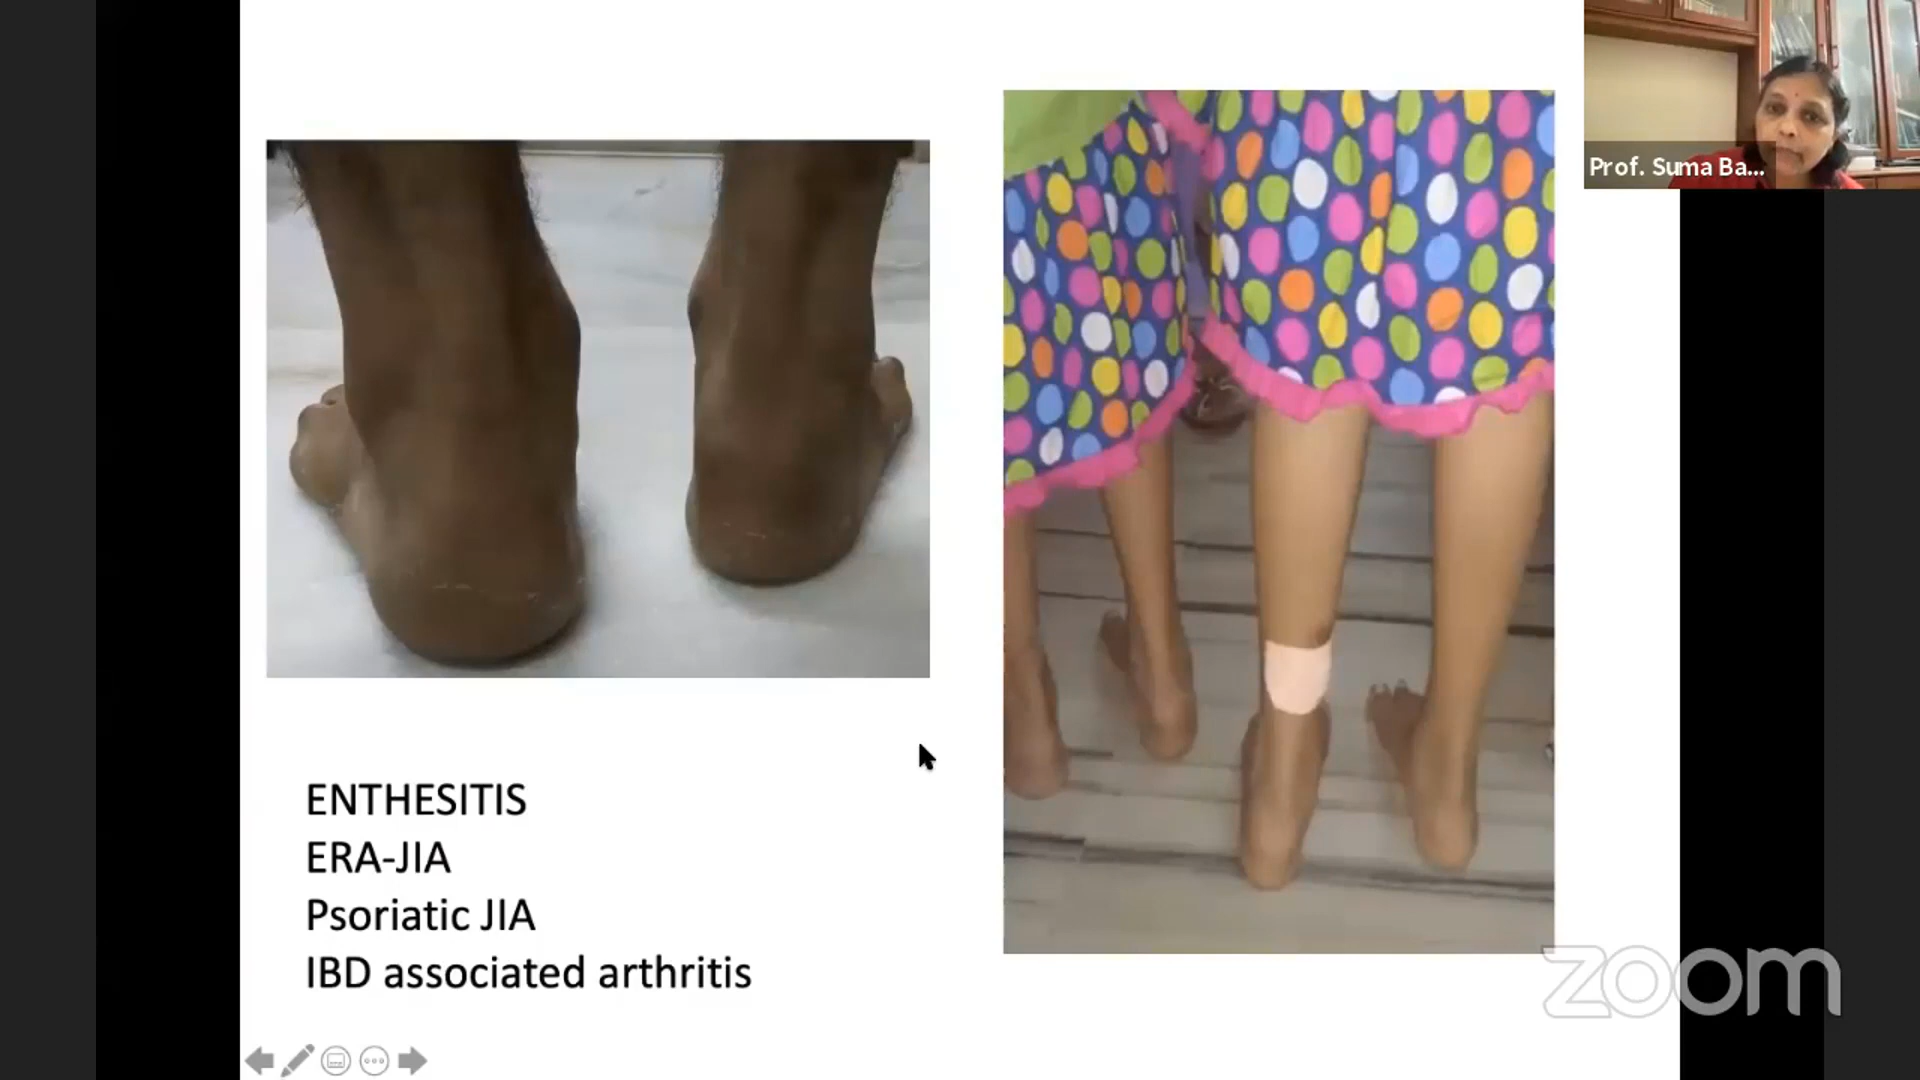 Prof. Suma Ba...
ENTHESITIS
ERA-JIA
Psoriatic JIA
IBD associated arthritis
zoom